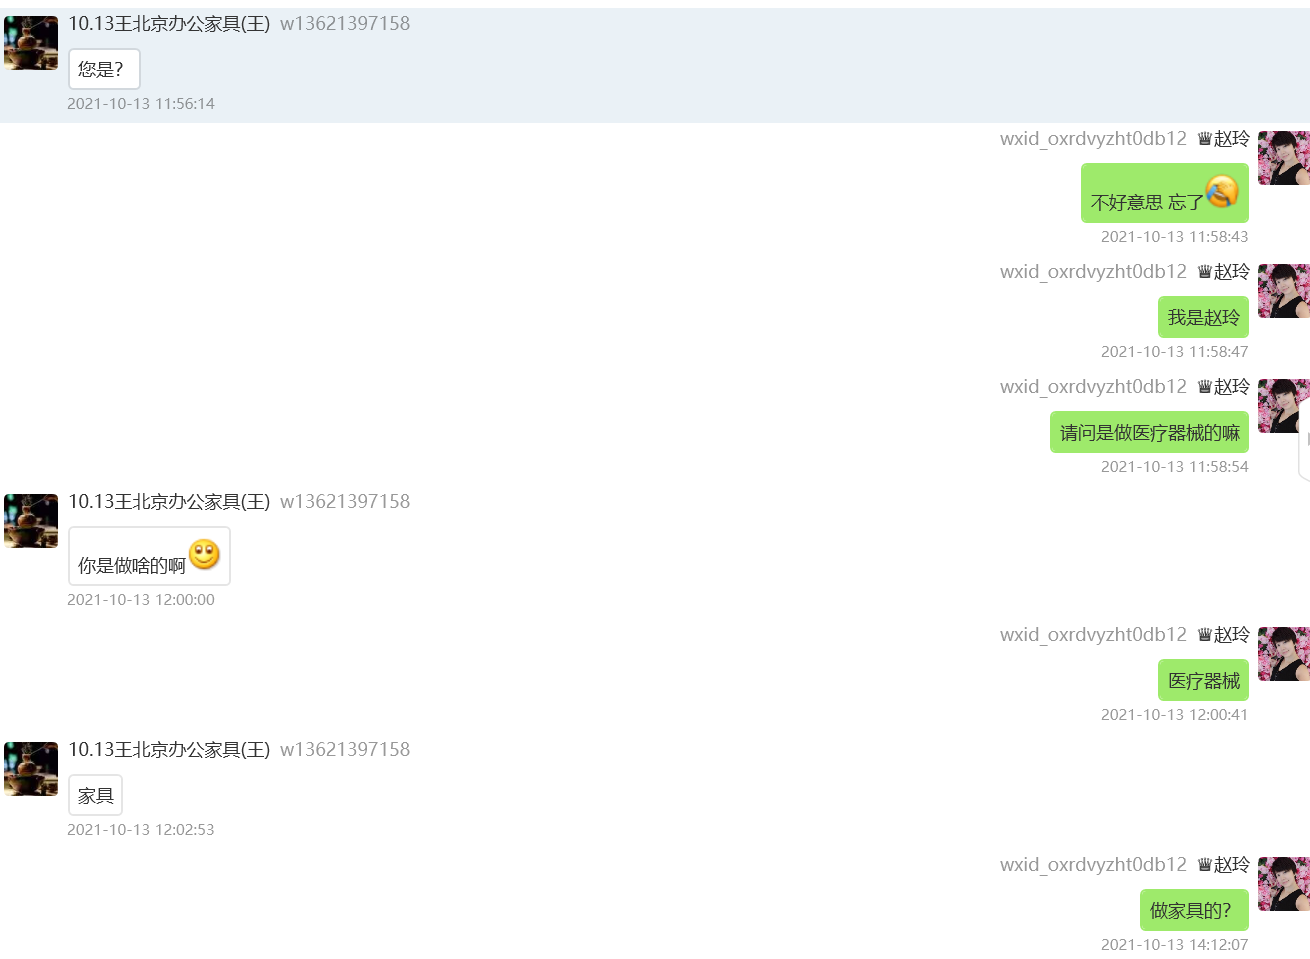 10.13王北京办公家具(王) w13621397158
您是?
2021-10-13 11:56:14
wxid_oxrdvyzht0db12 ♛赵玲
不好意思 忘了
2021-10-13 11:58:43
wxid_oxrdvyzht0db12 ♛赵玲
我是赵玲
2021-10-13 11:58:47
wxid_oxrdvyzht0db12 ♛赵玲
请问是做医疗器械的嘛
2021-10-13 11:58:54
10.13王北京办公家具(王) w13621397158
你是做啥的啊
2021-10-13 12:00:00
wxid_oxrdvyzht0db12 ♛赵玲
医疗器械
2021-10-13 12:00:41
10.13王北京办公家具(王) w13621397158
家具
2021-10-13 12:02:53
wxid_oxrdvyzht0db12 ♛赵玲
做家具的?
2021-10-13 14:12:07